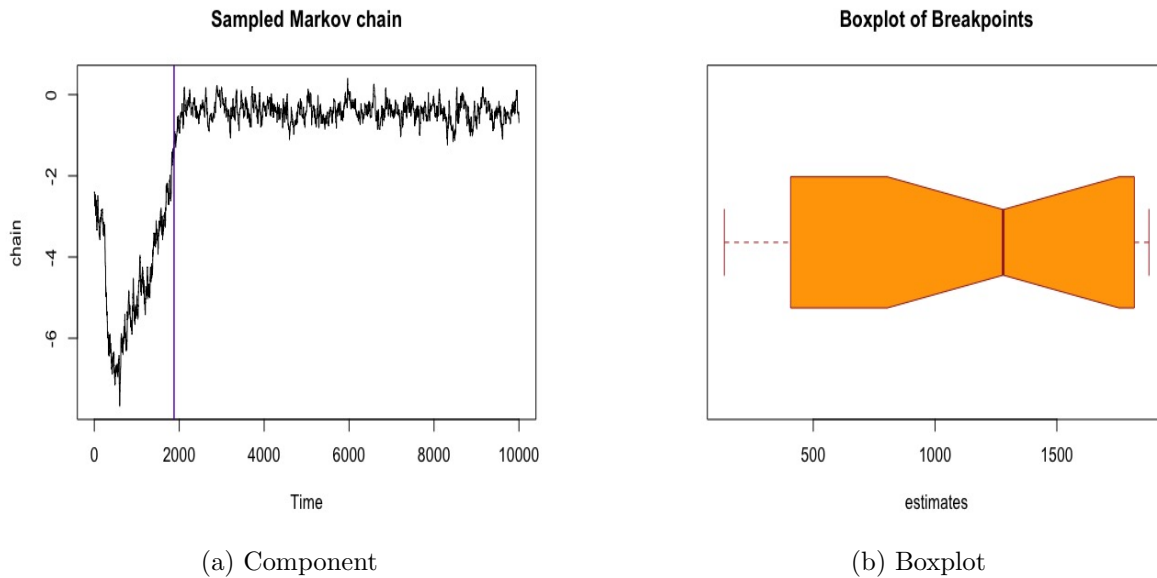 Sampled Markov chain
chain
0
-2
-4
-6
0 2000 4000 6000 8000 10000
Time
(a) Component
Boxplot of Breakpoints
500 1000 1500
estimates
(b) Boxplot